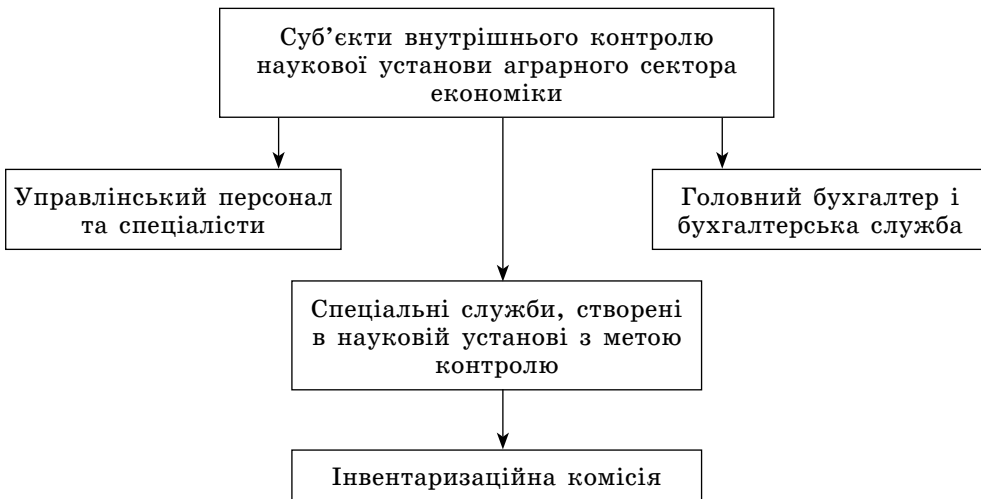 Суб’єкти внутрішнього контролю
наукової установи аграрного сектора
економіки
Управлінський персонал
та спеціалісти
Головний бухгалтер і
бухгалтерська служба
Спеціальні служби, створені
в науковій установі з метою
контролю
Інвентаризаційна комісія